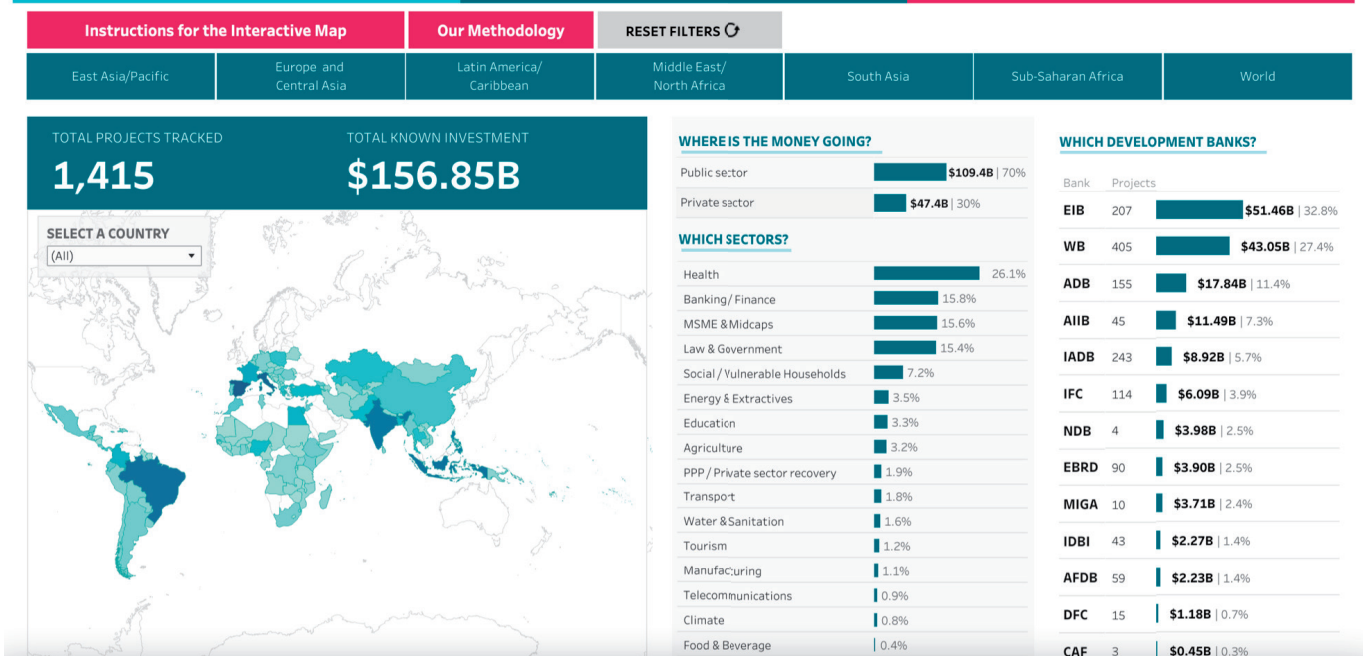 Instructions for the Interactive Map
Our Methodology
RESET FILTERS
East Asia/Pacific
Europe and
Central Asia
Latin America/
Caribbean
Middle East/
North Africa
South Asia
Sub-Saharan Africa
World
TOTAL PROJECTS TRACKED
1,415
TOTAL KNOWN INVESTMENT
$156.85B
SELECT A COUNTRY
(All)
WHERE IS THE MONEY GOING?
Public sector $109.4B | 70%
Private sector $47.4B | 30%
WHICH SECTORS?
Health 26.1%
Banking/ Finance 15.8%
MSME & Midcaps 15.6%
Law & Government 15.4%
Social / Vulnerable Households 7.2%
Energy & Extractives 3.5%
Education 3.3%
Agriculture 3.2%
PPP / Private sector recovery 1.9%
Transport 1.8%
Water & Sanitation 1.6%
Tourism 1.2%
Manufacturing 1.1%
Telecommunications 0.9%
Climate 0.8%
Food & Beverage 0.4%
WHICH DEVELOPMENT BANKS?
Bank Projects
EIB 207 $51.46B | 32.8%
WB 405 $43.05B | 27.4%
ADB 155 $17.84B | 11.4%
AIIB 45 $11.49B | 7.3%
IADB 243 $8.92B | 5.7%
IFC 114 $6.09B | 3.9%
NDB 4 $3.98B | 2.5%
EBRD 90 $3.90B | 2.5%
MIGA 10 $3.71B | 2.4%
IDBI 43 $2.27B | 1.4%
AFDB 59 $2.23B | 1.4%
DFC 15 $1.18B | 0.7%
CAF 3 $0.45B | 0.3%